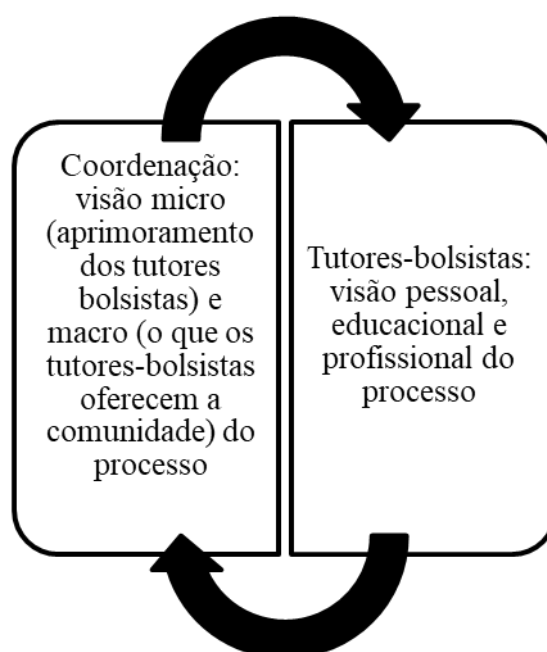 Coordenação:
visão micro
(aprimoramento
dos tutores
bolsistas) e
macro (o que os
tutores-bolsistas
oferecem a
comunidade) do
processo
Tutores-bolsistas:
visão pessoal,
educacional e
profissional do
processo